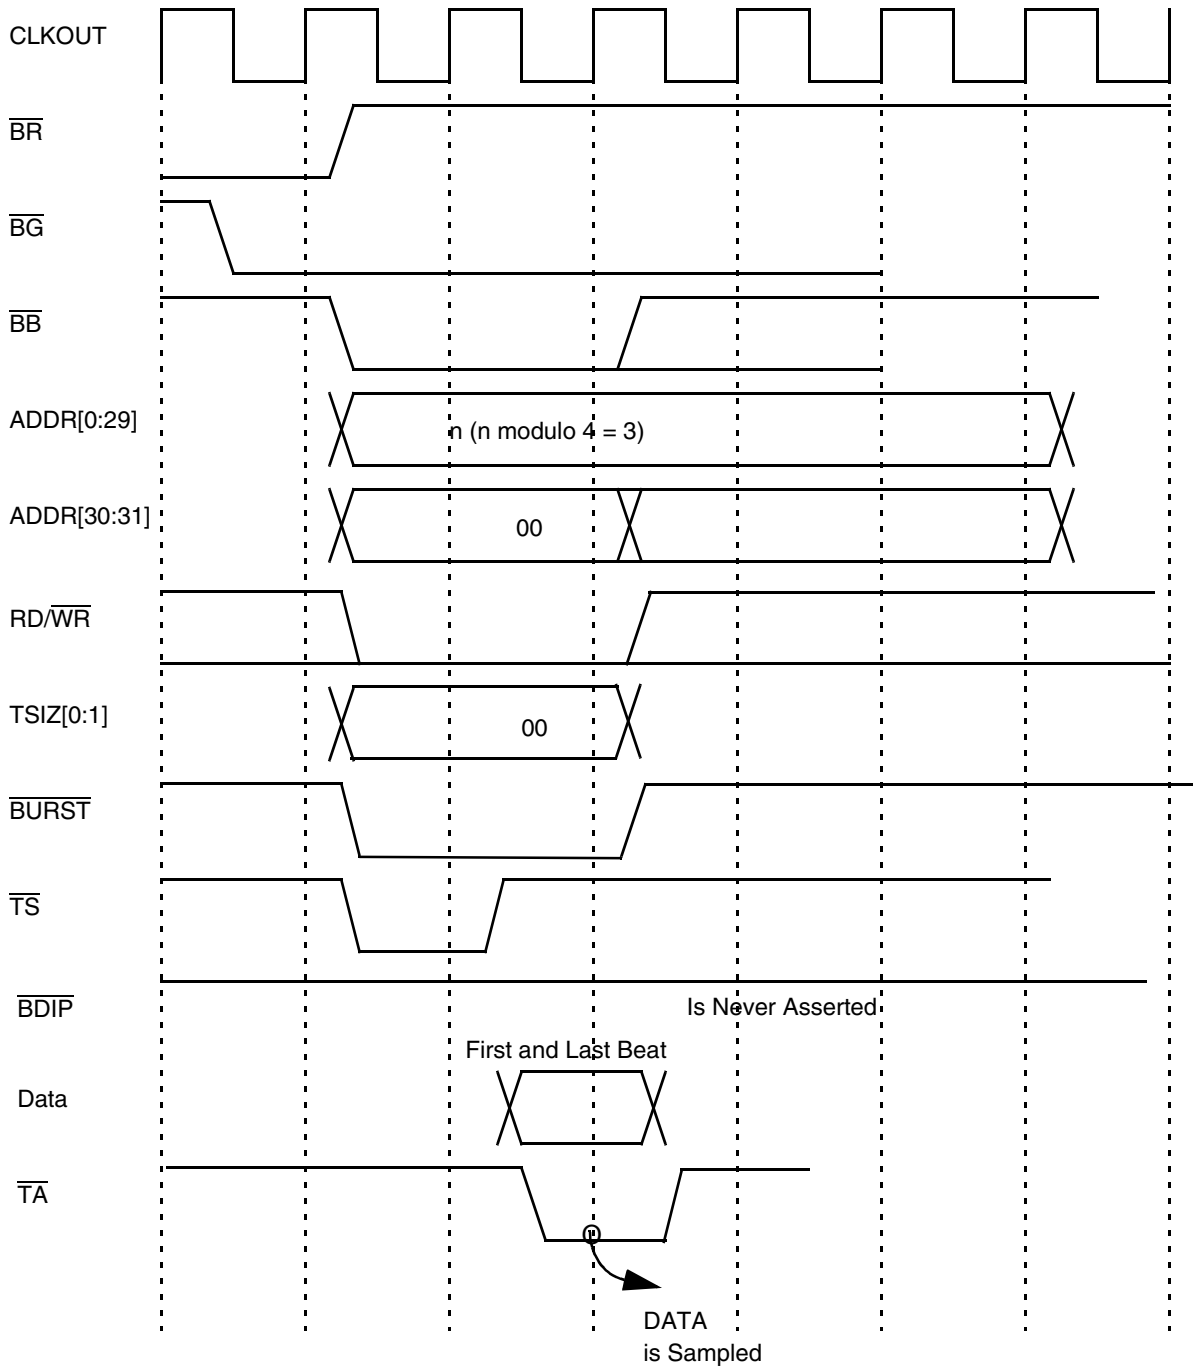 CLKOUT
BR
BG
BB
ADDR[0:29]
n (n modulo 4 = 3)
ADDR[30:31]
00
RD/WR
TSIZ[0:1]
00
BURST
TS
BDIP
Is Never Asserted
First and Last Beat
Data
TA
DATA
is Sampled